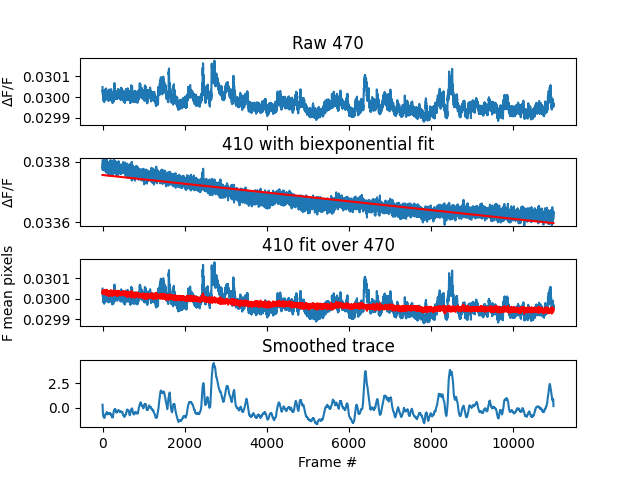 Raw 470
ΔF/F
0.0301
0.0300
0.0299
410 with biexponential fit
ΔF/F
0.0338
0.0336
410 fit over 470
F mean pixels
0.0301
0.0300
0.0299
Smoothed trace
2.5
0.0
0 2000 4000 6000 8000 10000
Frame #